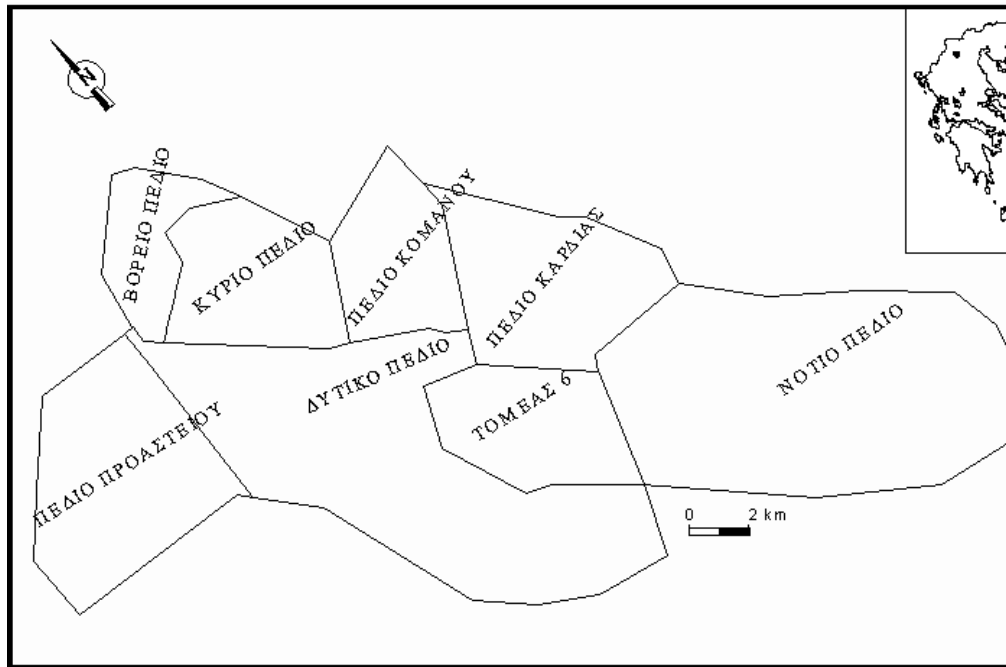 N
ΒΟΡΕΙΟ ΠΕΔΙΟ
ΚΥΡΙΟ ΠΕΔΙΟ
ΠΕΔΙΟ ΚΟΜΑΝΟΥ
ΠΕΔΙΟ ΚΑΡΔΙΑΣ
ΝΟΤΙΟ ΠΕΔΙΟ
ΔΥΤΙΚΟ ΠΕΔΙΟ
ΤΟΜΕΑΣ 6
ΠΕΔΙΟ ΠΡΟΑΣΤΕΙΟΥ
0 2 km